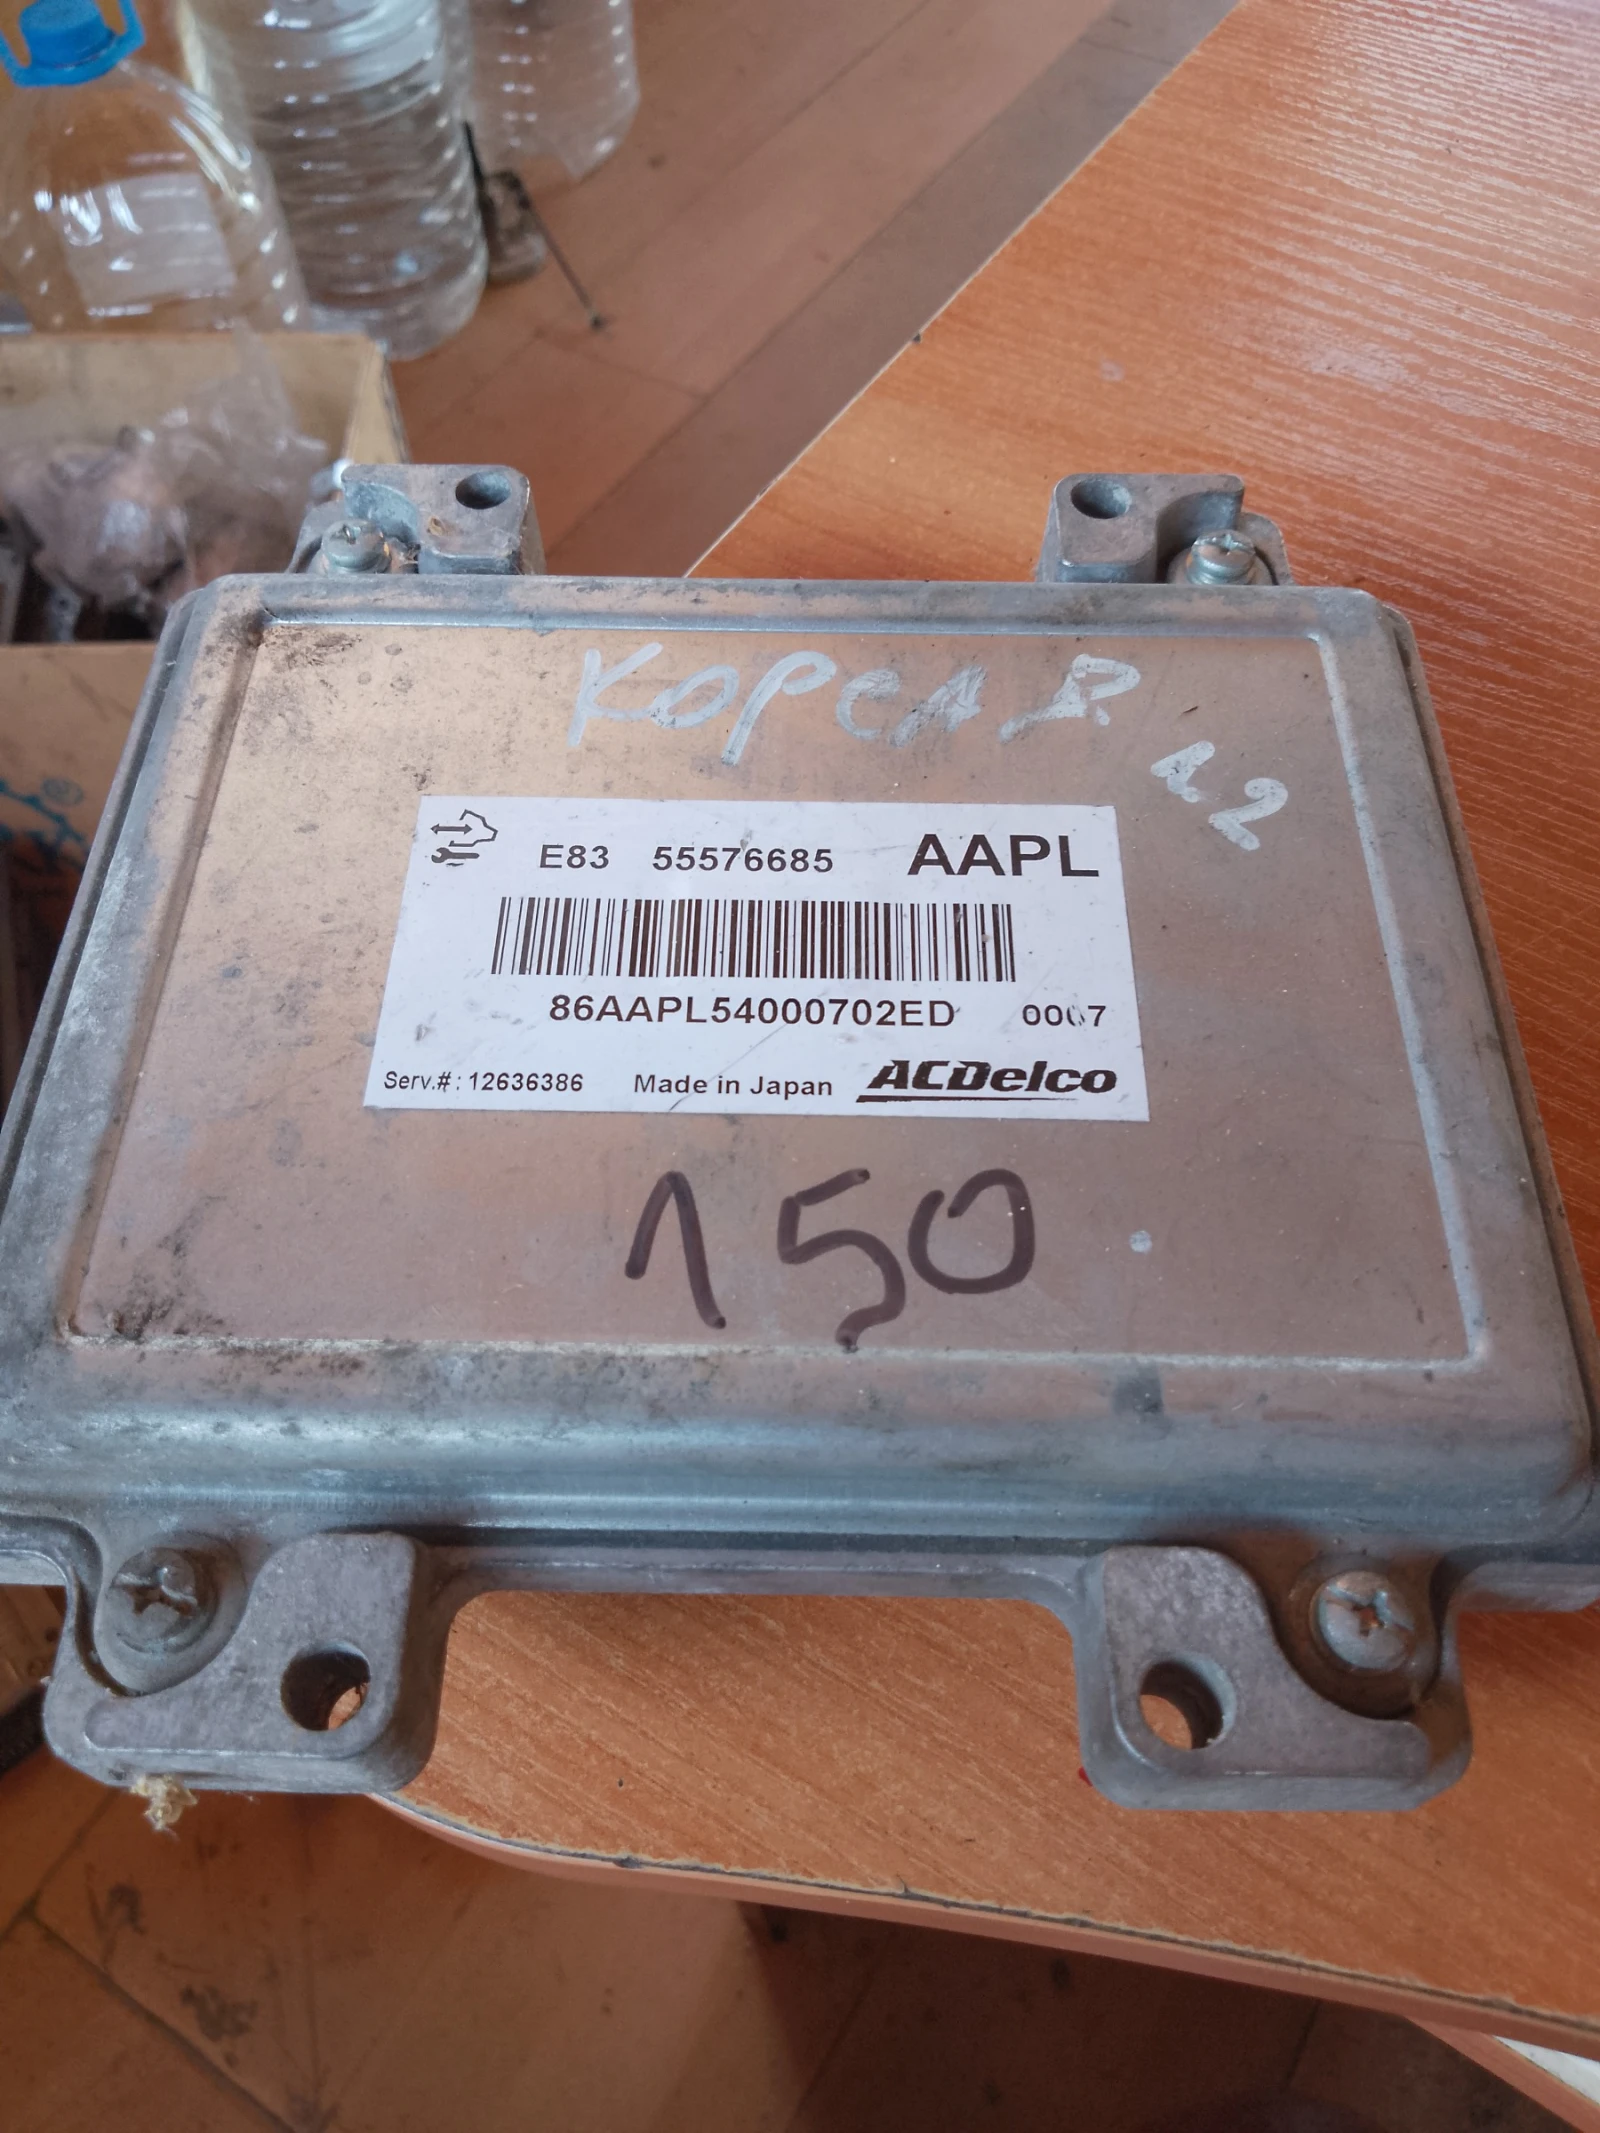 КОРСА Д
1.2
E83 55576685 AAPL
86AAPL54000702ED 0007
Serv.#: 12636386 Made in Japan ACDelco
150